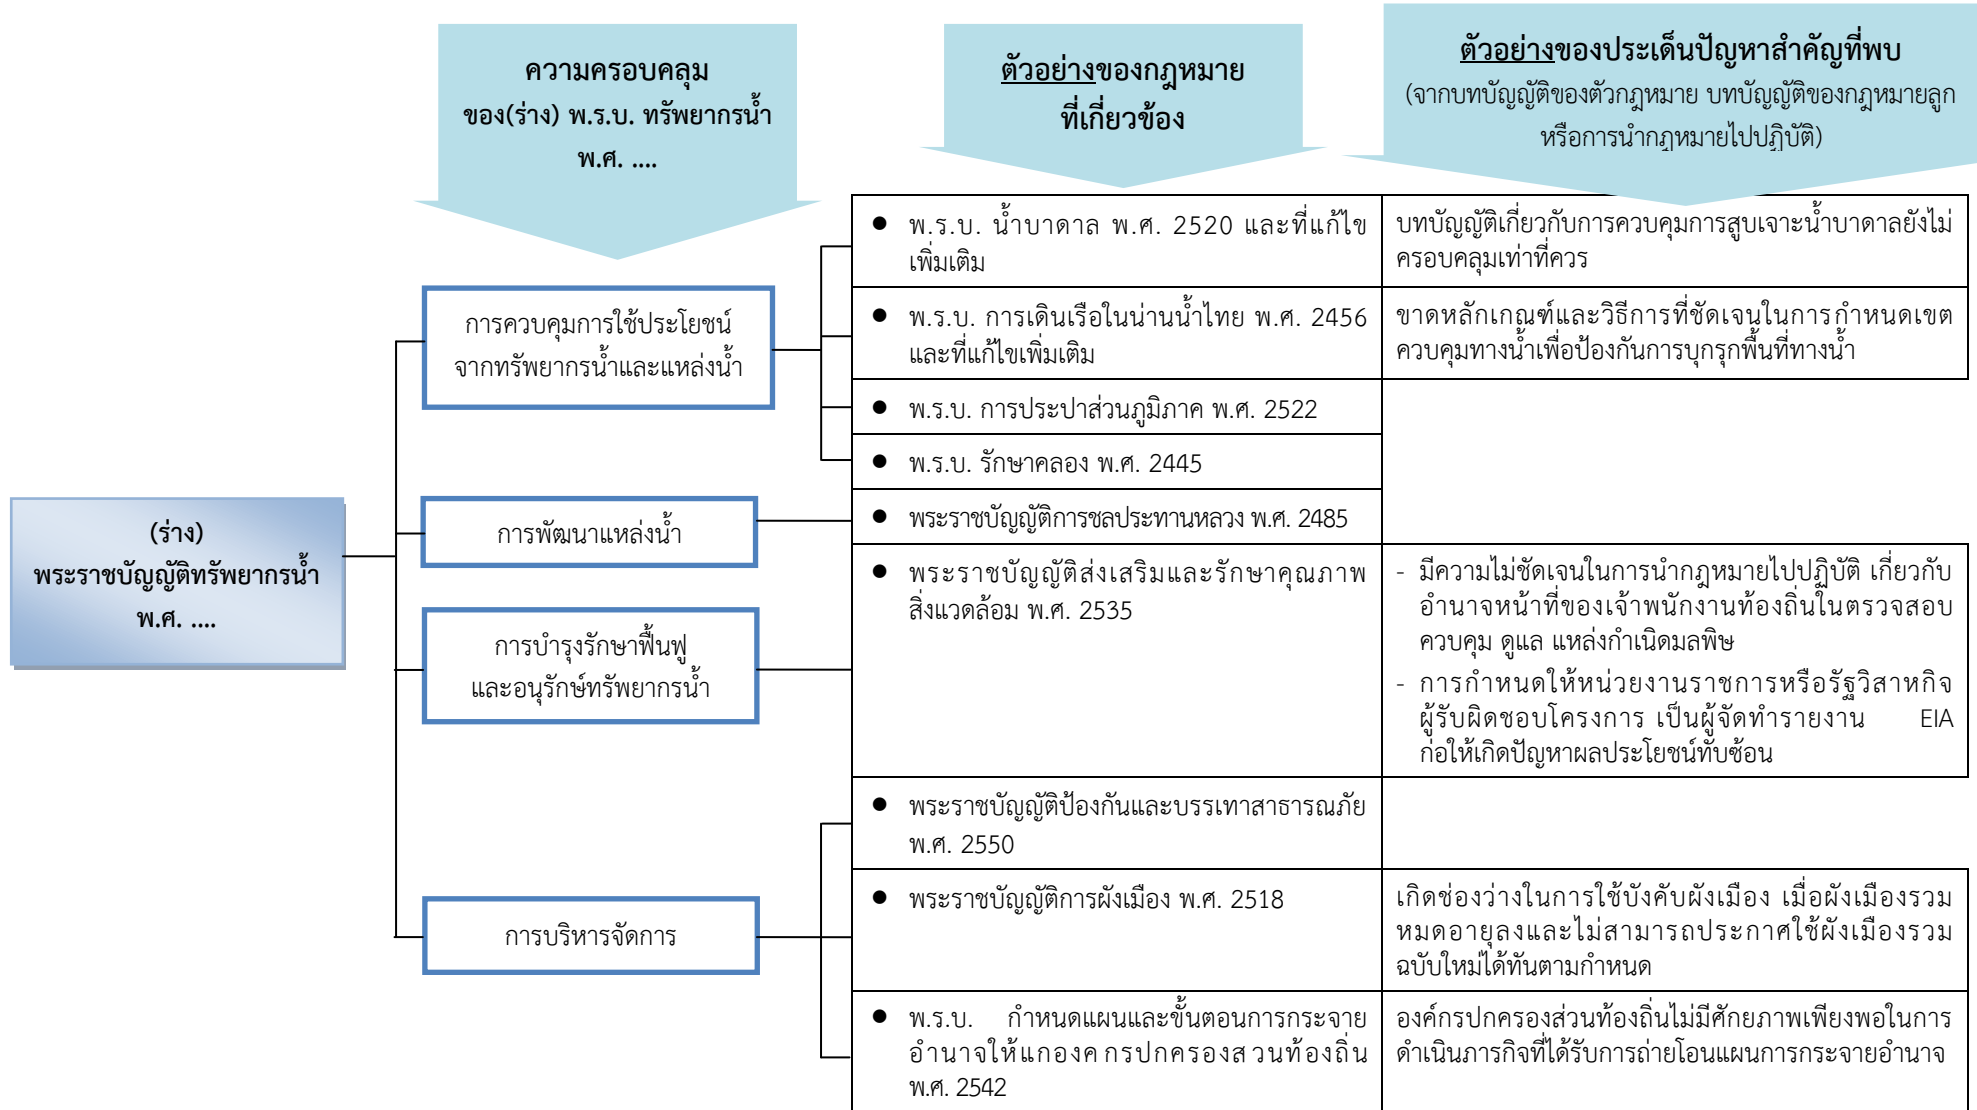 ความครอบคลุม
ของ(ร่าง) พ.ร.บ. ทรัพยากรน้ำ
พ.ศ. ....
ตัวอย่างของกฎหมาย
ที่เกี่ยวข้อง
ตัวอย่างของประเด็นปัญหาสำคัญที่พบ
(จากบทบัญญัติของตัวกฎหมาย บทบัญญัติของกฎหมายลูก
หรือการนำกฎหมายไปปฏิบัติ)
(ร่าง)
พระราชบัญญัติทรัพยากรน้ำ
พ.ศ. ....
การควบคุมการใช้ประโยชน์
จากทรัพยากรน้ำและแหล่งน้ำ
● พ.ร.บ. น้ำบาดาล พ.ศ. 2520 และที่แก้ไข
เพิ่มเติม
บทบัญญัติเกี่ยวกับการควบคุมการสูบเจาะน้ำบาดาลยังไม่
ครอบคลุมเท่าที่ควร
● พ.ร.บ. การเดินเรือในน่านน้ำไทย พ.ศ. 2456
และที่แก้ไขเพิ่มเติม
ขาดหลักเกณฑ์และวิธีการที่ชัดเจนในการกำหนดเขต
ควบคุมทางน้ำเพื่อป้องกันการบุกรุกพื้นที่ทางน้ำ
● พ.ร.บ. การประปาส่วนภูมิภาค พ.ศ. 2522
● พ.ร.บ. รักษาคลอง พ.ศ. 2445
การพัฒนาแหล่งน้ำ
● พระราชบัญญัติการชลประทานหลวง พ.ศ. 2485
การบำรุงรักษาฟื้นฟู
และอนุรักษ์ทรัพยากรน้ำ
● พระราชบัญญัติส่งเสริมและรักษาคุณภาพ
สิ่งแวดล้อม พ.ศ. 2535
- มีความไม่ชัดเจนในการนำกฎหมายไปปฏิบัติ เกี่ยวกับ
อำนาจหน้าที่ของเจ้าพนักงานท้องถิ่นในตรวจสอบ
ควบคุม ดูแล แหล่งกำเนิดมลพิษ
- การกำหนดให้หน่วยงานราชการหรือรัฐวิสาหกิจ
ผู้รับผิดชอบโครงการ เป็นผู้จัดทำรายงาน EIA
ก่อให้เกิดปัญหาผลประโยชน์ทับซ้อน
การบริหารจัดการ
● พระราชบัญญัติป้องกันและบรรเทาสาธารณภัย
พ.ศ. 2550
● พระราชบัญญัติการผังเมือง พ.ศ. 2518
เกิดช่องว่างในการใช้บังคับผังเมือง เมื่อผังเมืองรวม
หมดอายุลงและไม่สามารถประกาศใช้ผังเมืองรวม
ฉบับใหม่ได้ทันตามกำหนด
● พ.ร.บ. กำหนดแผนและขั้นตอนการกระจาย
อำนาจให้แกองค กรปกครองส วนท้องถิ่น
พ.ศ. 2542
องค์กรปกครองส่วนท้องถิ่นไม่มีศักยภาพเพียงพอในการ
ดำเนินภารกิจที่ได้รับการถ่ายโอนแผนการกระจายอำนาจ